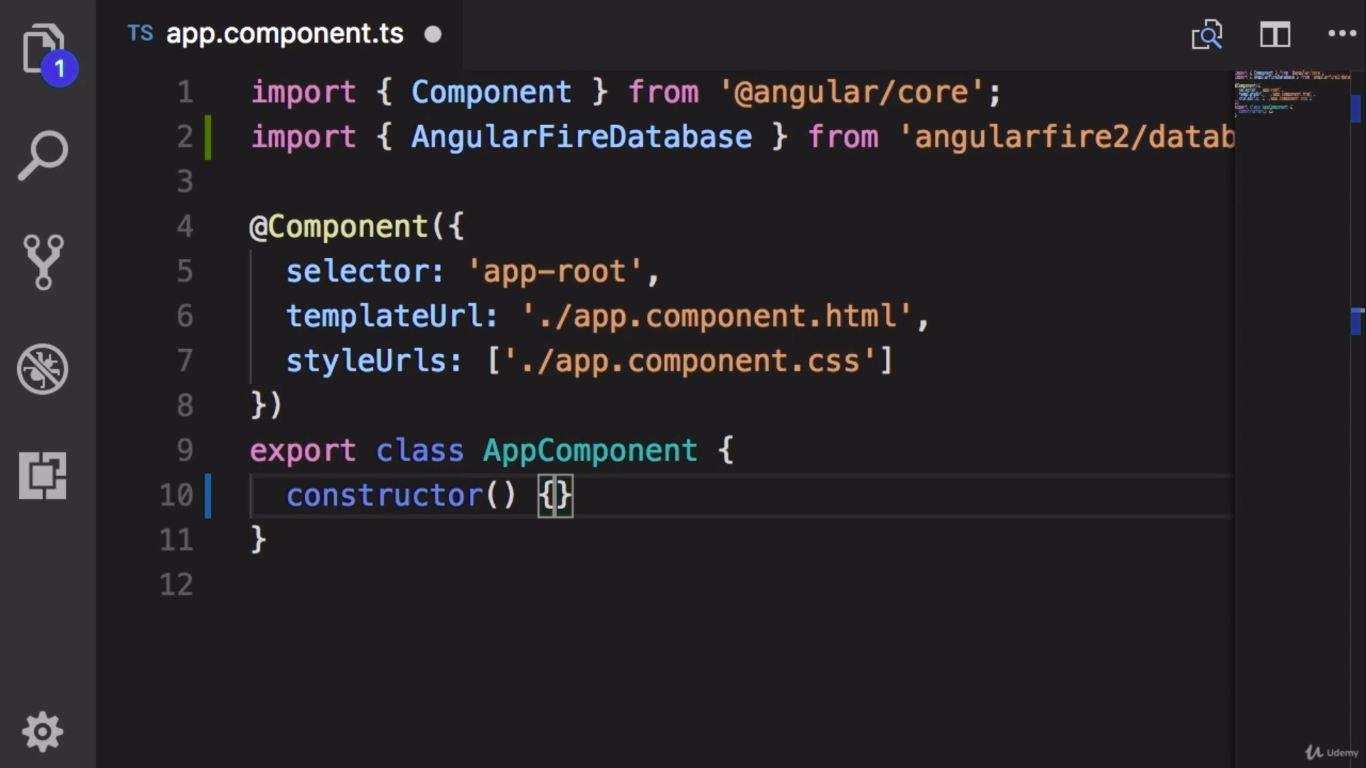 TS app.component.ts
1
1 import { Component } from '@angular/core';
2 import { AngularFireDatabase } from 'angularfire2/datab
3
4 @Component({
5 selector: 'app-root',
6 templateUrl: './app.component.html',
7 styleUrls: ['./app.component.css']
8 })
9 export class AppComponent {
10 constructor() {}
11 }
12
Udemy